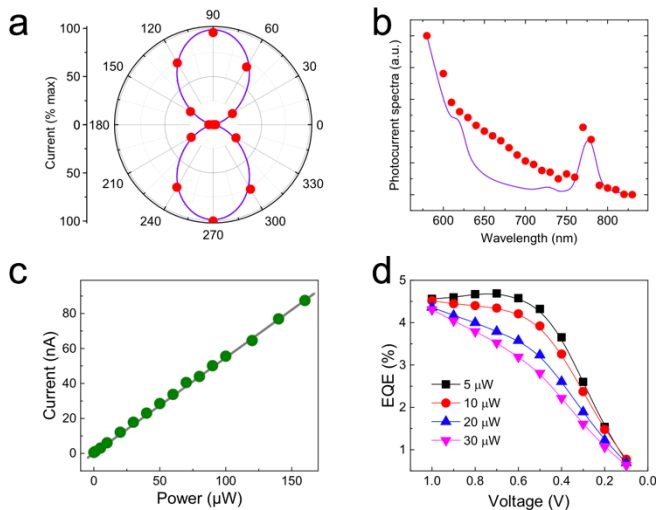 a
90
120
60
150
30
180
0
210
330
240
300
270
100
50
0
50
100
Current (% max)
b
Photocurrent spectra (a.u.)
600
650
700
750
800
Wavelength (nm)
c
80
60
40
20
0
Current (nA)
0
50
100
150
Power (µW)
d
5
4
3
2
1
EQE (%)
5 µW
10 µW
20 µW
30 µW
1.0
0.8
0.6
0.4
0.2
0.0
Voltage (V)